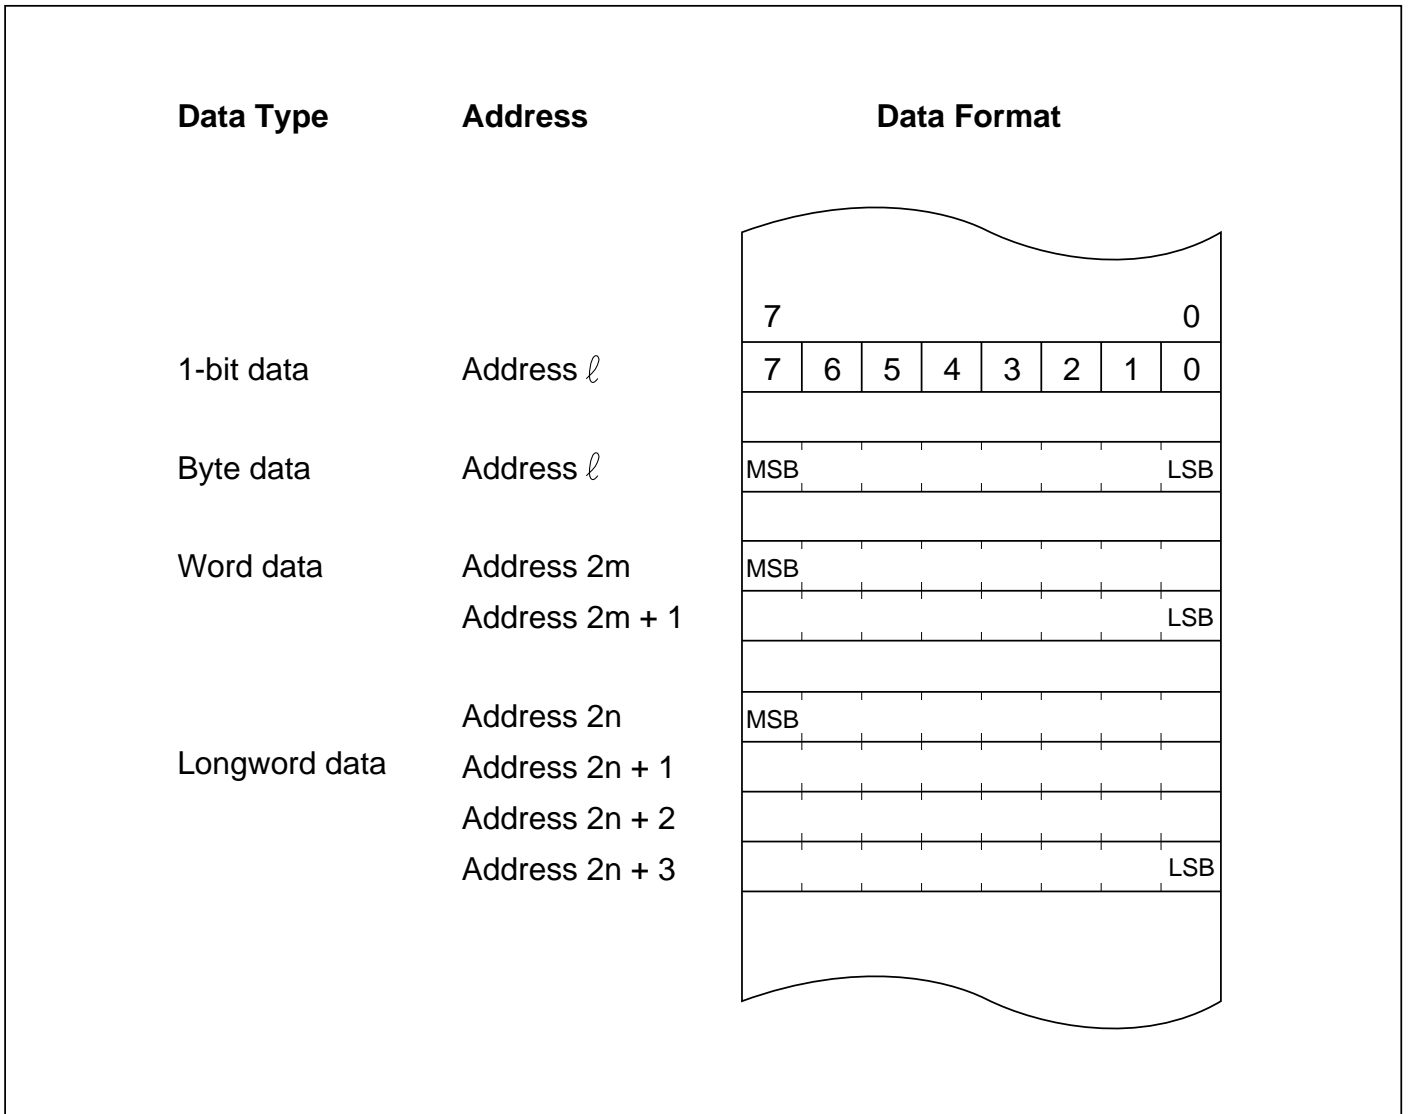 Data Type Address Data Format
7 0
1-bit data Address ℓ 7 6 5 4 3 2 1 0
Byte data Address ℓ MSB LSB
Word data Address 2m MSB
Address 2m + 1 LSB
Address 2n MSB
Longword data Address 2n + 1
Address 2n + 2
Address 2n + 3 LSB